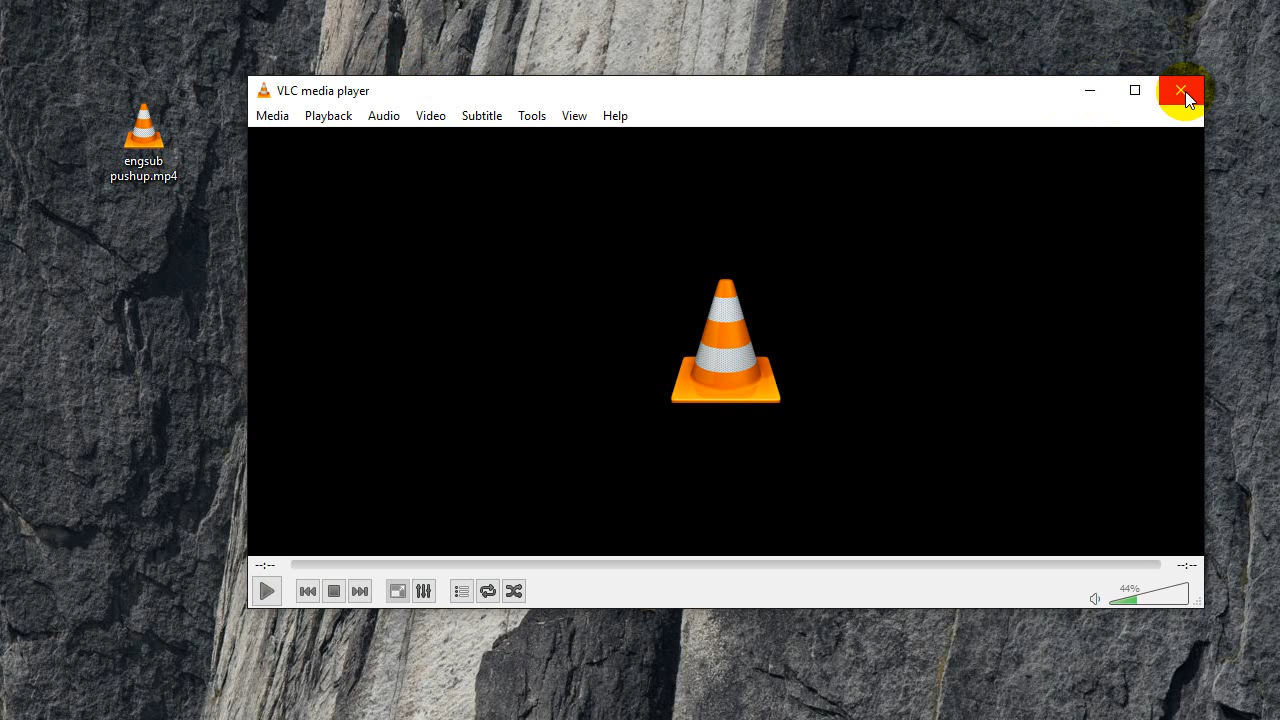 VLC media player
Media Playback Audio Video Subtitle Tools View Help
engsub
pushup.mp4
--:-- --:--
44%